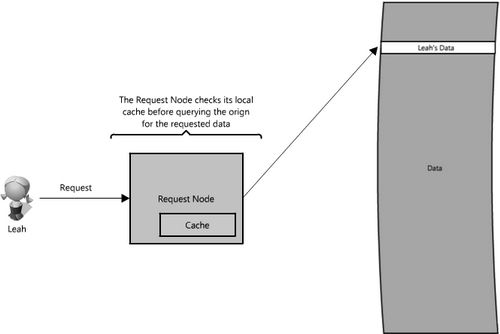 Leah's Data
The Request Node checks its local
cache before querying the orign
for the requested data
Data
Request
Request Node
Cache
Leah